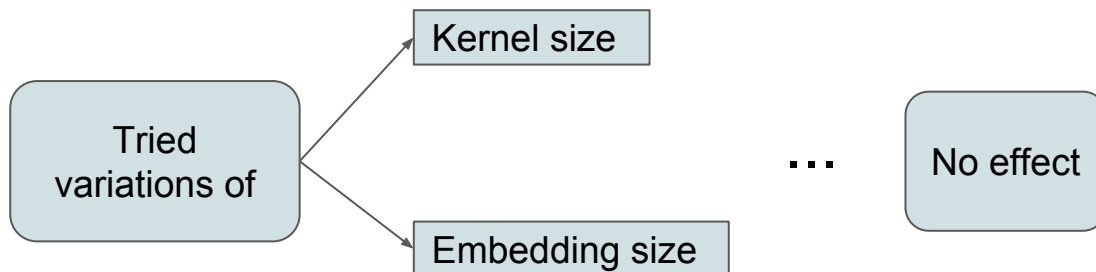 Tried
variations of
Kernel size
Embedding size
...
No effect